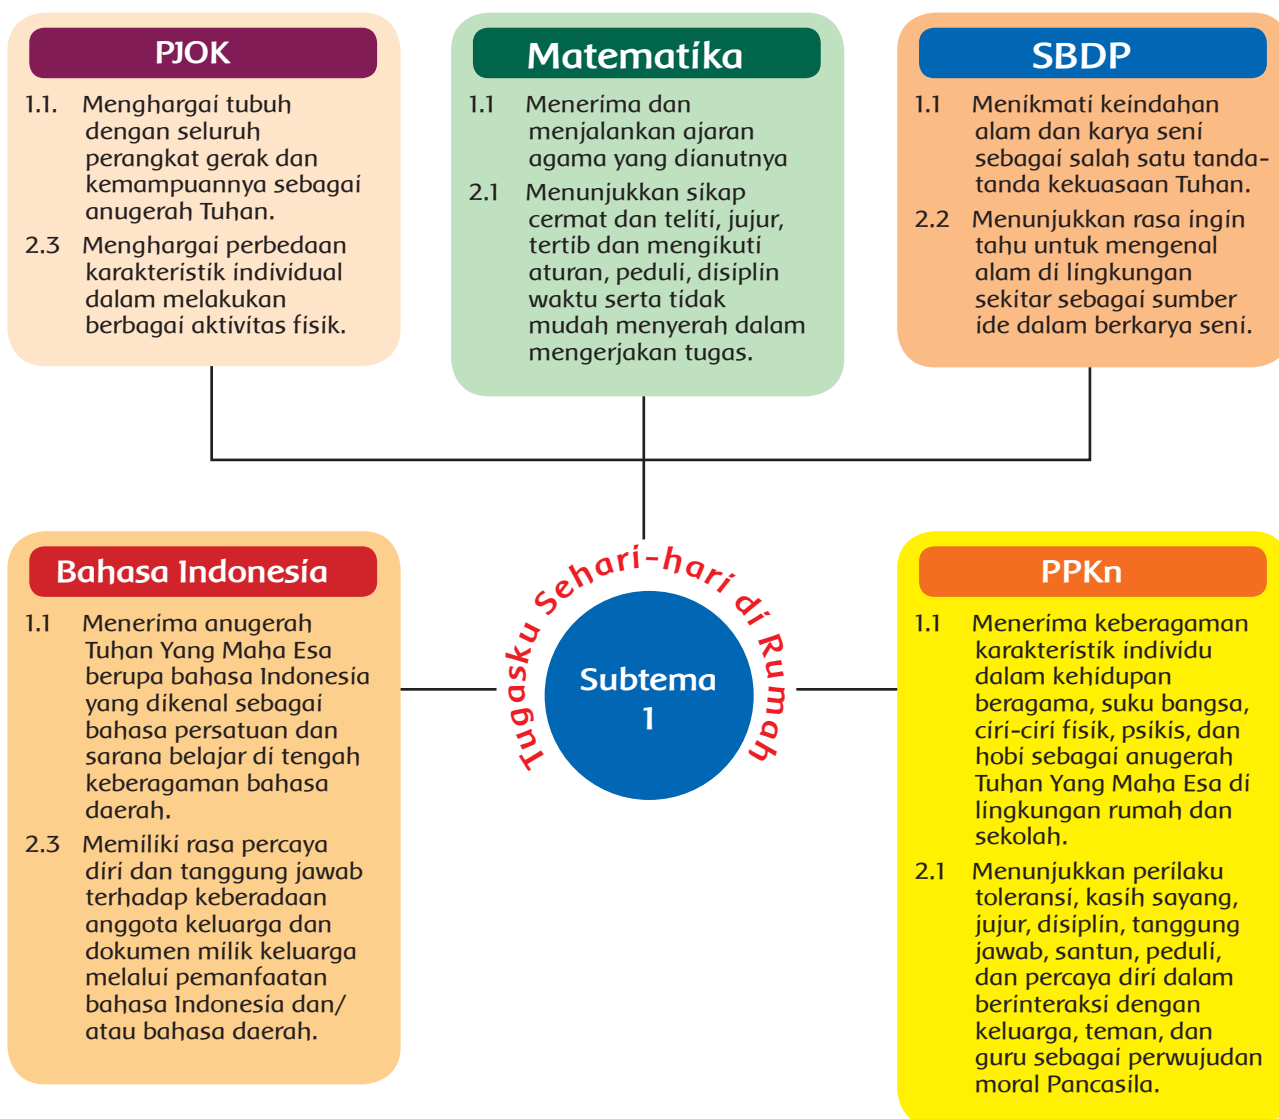 PJOK
1.1. Menghargai tubuh
dengan seluruh
perangkat gerak dan
kemampuannya sebagai
anugerah Tuhan.
2.3 Menghargai perbedaan
karakteristik individual
dalam melakukan
berbagai aktivitas fisik.
Matematika
1.1 Menerima dan
menjalankan ajaran
agama yang dianutnya
2.1 Menunjukkan sikap
cermat dan teliti, jujur,
tertib dan mengikuti
aturan, peduli, disiplin
waktu serta tidak
mudah menyerah dalam
mengerjakan tugas.
SBDP
1.1 Menikmati keindahan
alam dan karya seni
sebagai salah satu tanda-
tanda kekuasaan Tuhan.
2.2 Menunjukkan rasa ingin
tahu untuk mengenal
alam di lingkungan
sekitar sebagai sumber
ide dalam berkarya seni.
Bahasa Indonesia
1.1 Menerima anugerah
Tuhan Yang Maha Esa
berupa bahasa Indonesia
yang dikenal sebagai
bahasa persatuan dan
sarana belajar di tengah
keberagaman bahasa
daerah.
2.3 Memiliki rasa percaya
diri dan tanggung jawab
terhadap keberadaan
anggota keluarga dan
dokumen milik keluarga
melalui pemanfaatan
bahasa Indonesia dan/
atau bahasa daerah.
Tugasku Sehari-hari di Rumah
Subtema
1
PPKn
1.1 Menerima keberagaman
karakteristik individu
dalam kehidupan
beragama, suku bangsa,
ciri-ciri fisik, psikis, dan
hobi sebagai anugerah
Tuhan Yang Maha Esa di
lingkungan rumah dan
sekolah.
2.1 Menunjukkan perilaku
toleransi, kasih sayang,
jujur, disiplin, tanggung
jawab, santun, peduli,
dan percaya diri dalam
berinteraksi dengan
keluarga, teman, dan
guru sebagai perwujudan
moral Pancasila.